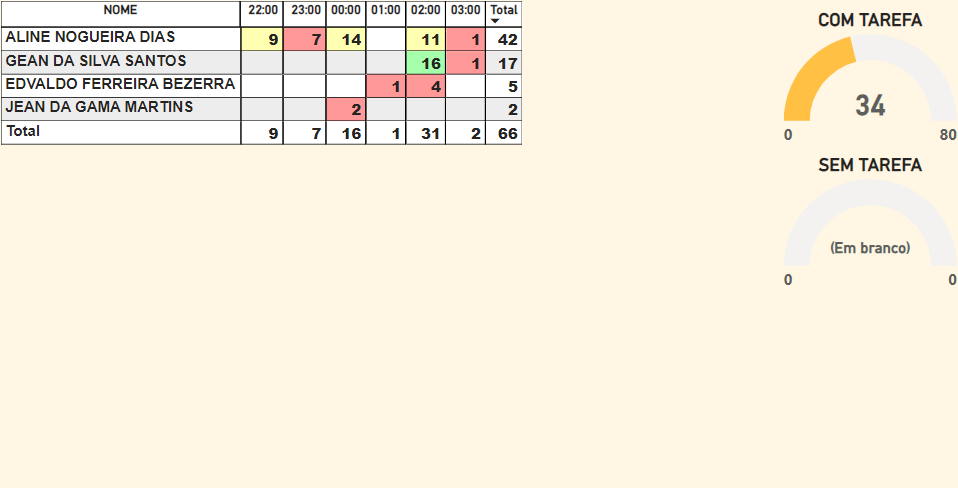 NOME 22:00 23:00 00:00 01:00 02:00 03:00 Total
ALINE NOGUEIRA DIAS 9 7 14 11 1 42
GEAN DA SILVA SANTOS 16 1 17
EDVALDO FERREIRA BEZERRA 1 4 5
JEAN DA GAMA MARTINS 2 2
Total 9 7 16 1 31 2 66
COM TAREFA
34
0 80
SEM TAREFA
(Em branco)
0 0